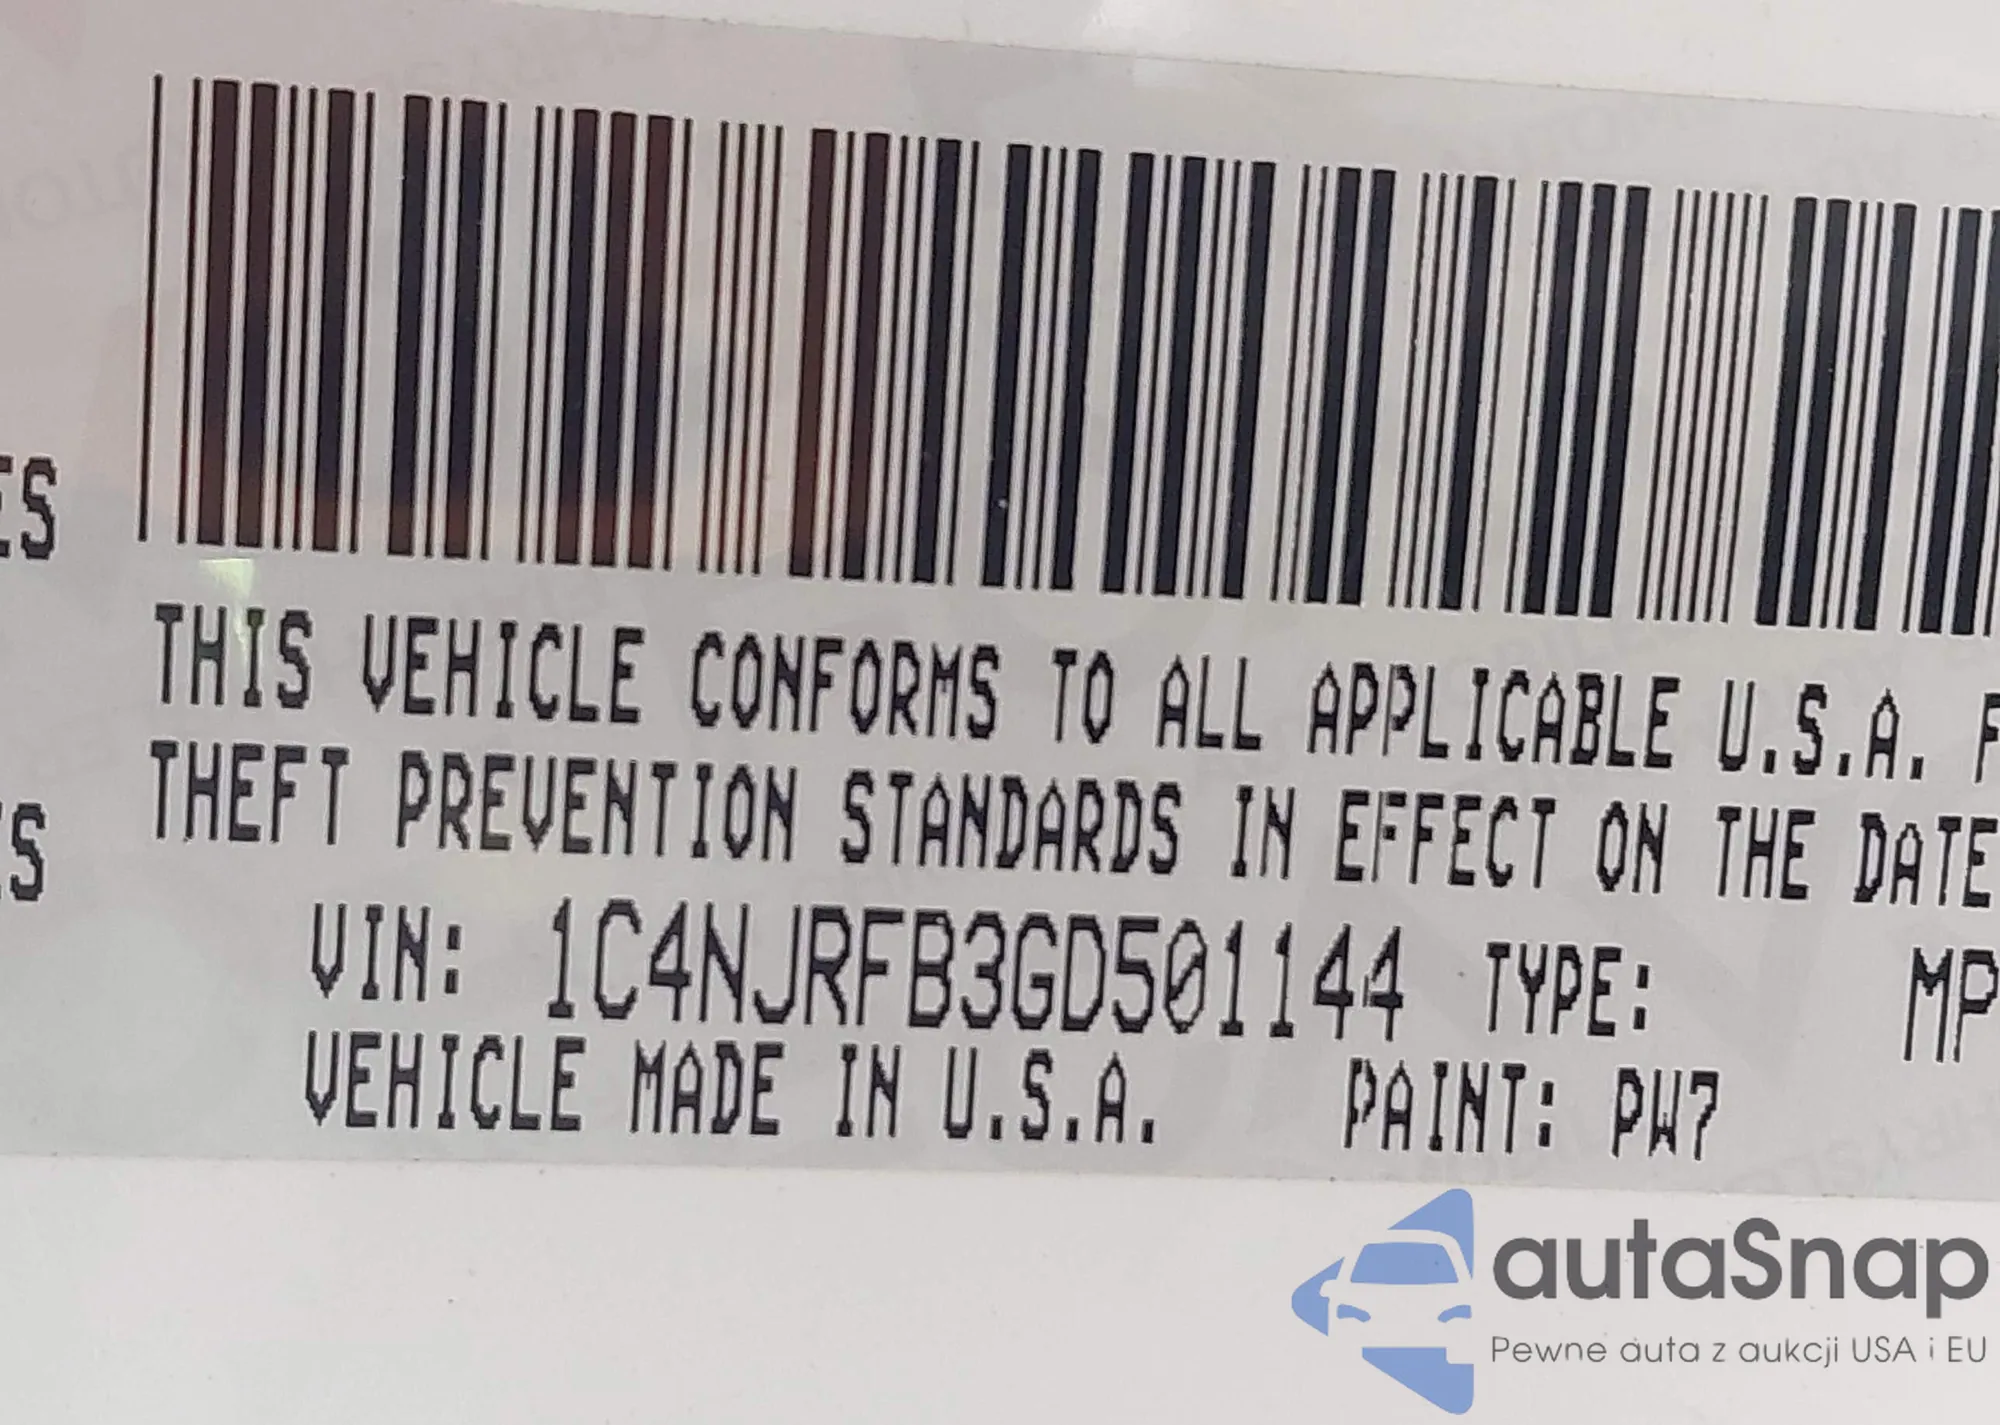 ES
THIS VEHICLE CONFORMS TO ALL APPLICABLE U.S.A. F
THEFT PREVENTION STANDARDS IN EFFECT ON THE DATE
S
VIN: 1C4NJRFB3GD501144 TYPE: MP
VEHICLE MADE IN U.S.A. PAINT: PW7
autaSnap
Pewne auta z aukcji USA i EU